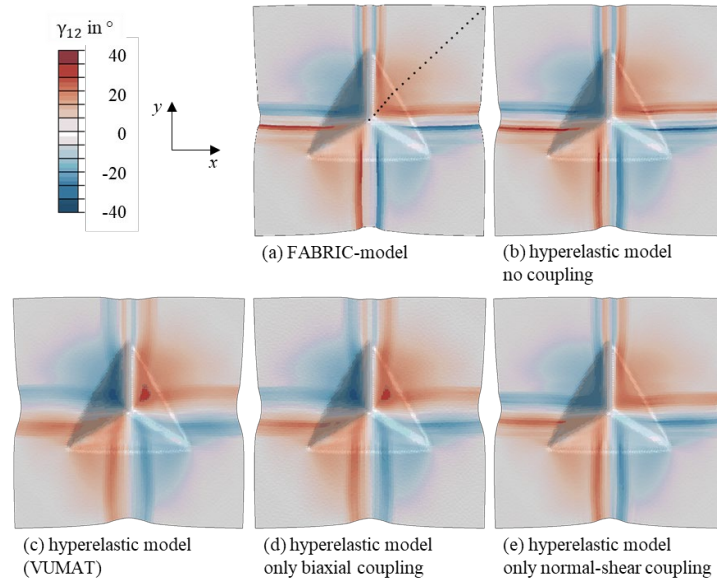 γ₁₂ in °
40
20
0
-20
-40
y
x
(a) FABRIC-model
(b) hyperelastic model
no coupling
(c) hyperelastic model
(VUMAT)
(d) hyperelastic model
only biaxial coupling
(e) hyperelastic model
only normal-shear coupling